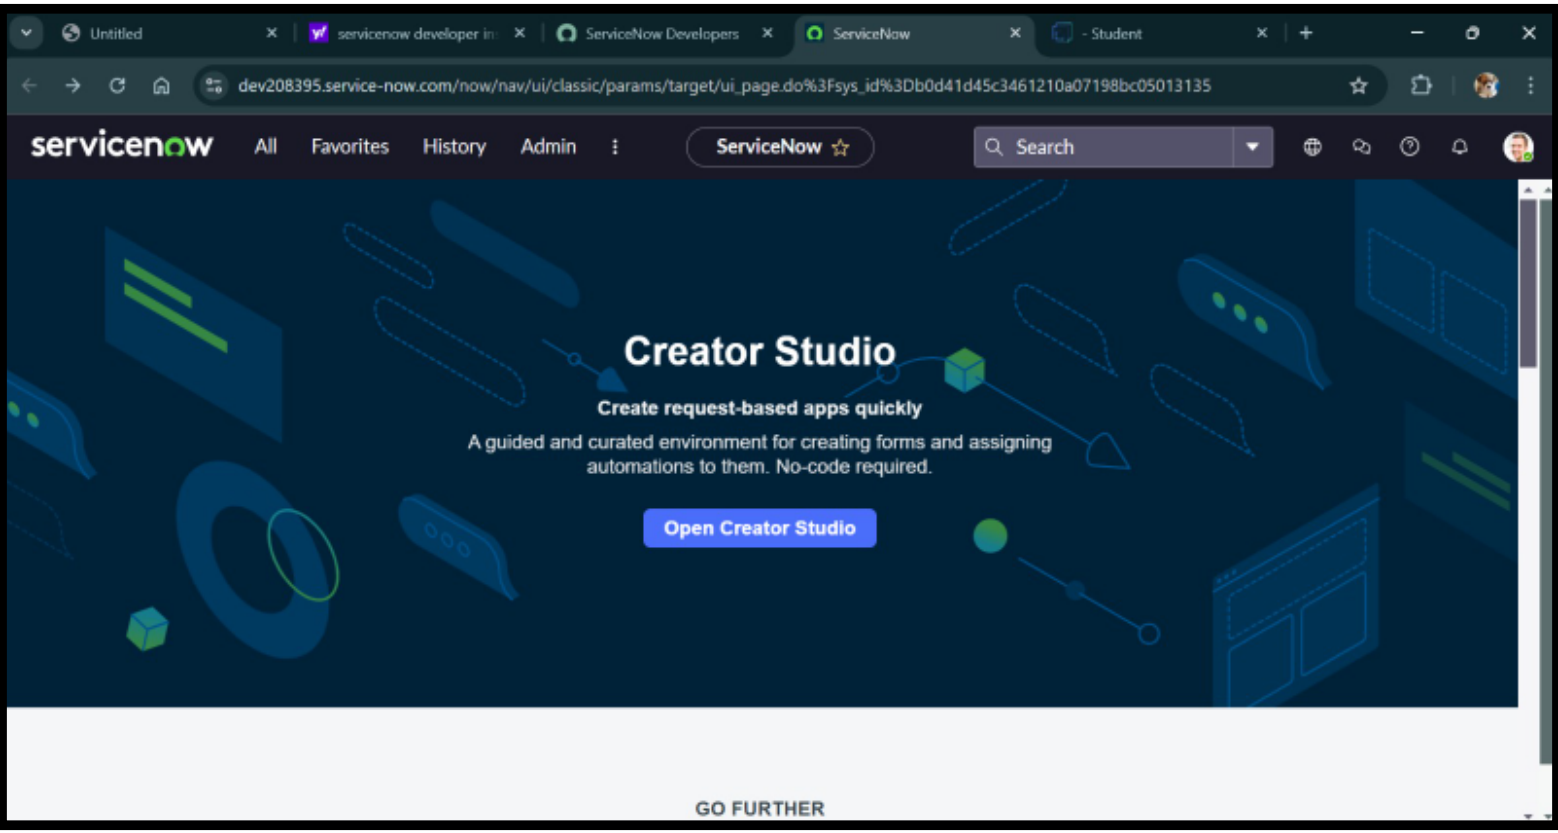 Untitled
servicenow developer in
ServiceNow Developers
ServiceNow
- Student
dev208395.service-now.com/now/nav/ui/classic/params/target/ui_page.do%3Fsys_id%3Db0d41d45c3461210a07198bc05013135
servicenow
All
Favorites
History
Admin
ServiceNow
Search
Creator Studio
Create request-based apps quickly
A guided and curated environment for creating forms and assigning
automations to them. No-code required.
Open Creator Studio
GO FURTHER